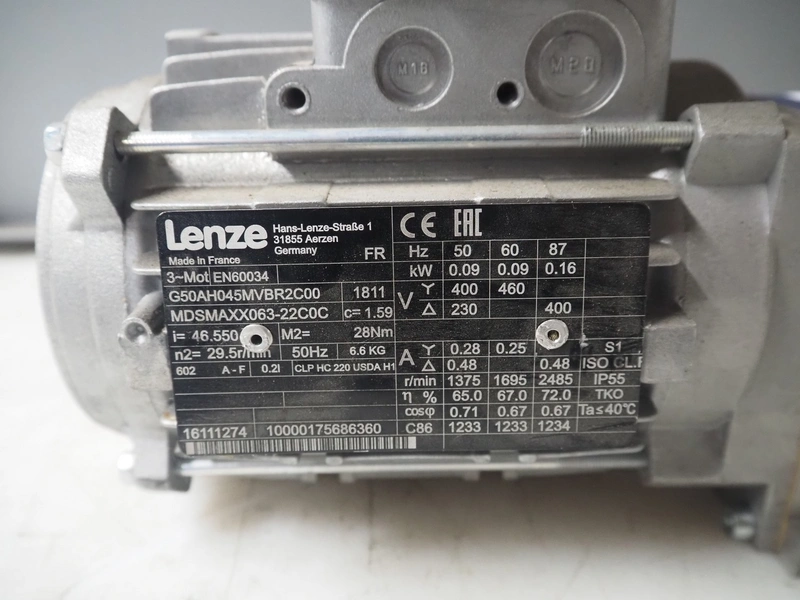 M16
M20
Lenze
Hans-Lenze-Straße 1
31855 Aerzen
Germany
Made in France
FR
3~Mot EN60034
G50AH045MVBR2C00 1811
MDSMAXX063-22C0C c= 1.59
i= 46.550 M2= 28Nm
n2= 29.5r/min 50Hz 6.6 KG
602 A - F 0.2l CLP HC 220 USDA H1
16111274 10000175686360
CE EAC
Hz 50 60 87
kW 0.09 0.09 0.16
V Y 400 460
Δ 230 400
A Y 0.28 0.25 S1
Δ 0.48 0.48 ISO CL.F
r/min 1375 1695 2485 IP55
η % 65.0 67.0 72.0 TKO
cosφ 0.71 0.67 0.67 Ta≤40℃
C86 1233 1233 1234